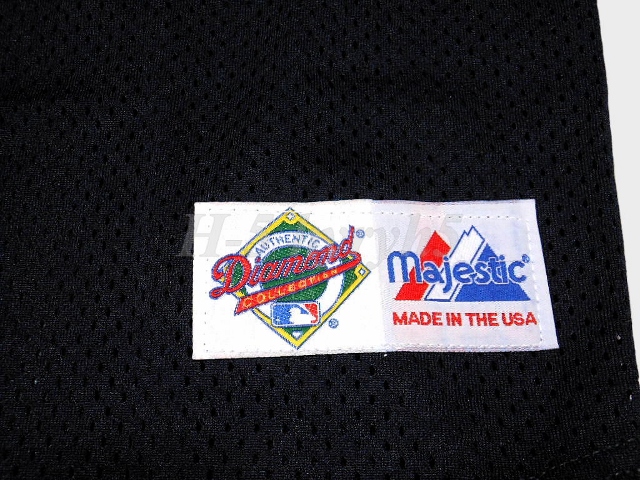 AUTHENTIC
Diamond®
COLLECTION
®
Majestic®
MADE IN THE USA